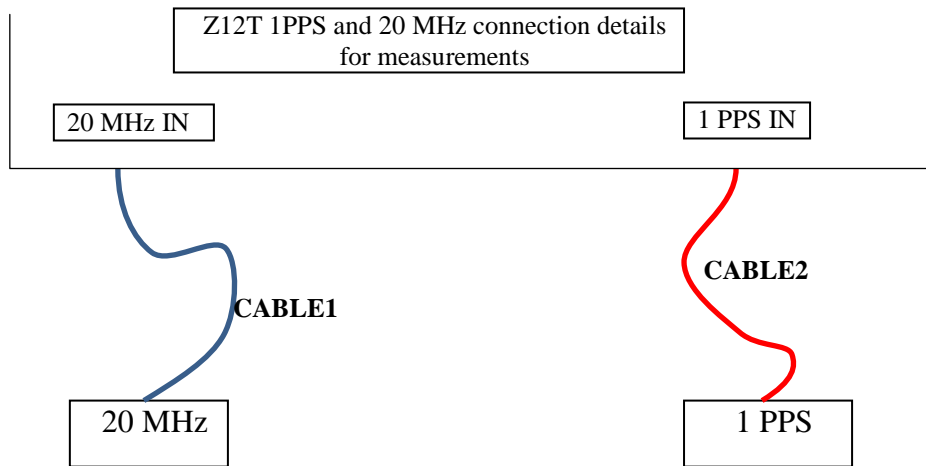 Z12T 1PPS and 20 MHz connection details
for measurements
20 MHz IN
1 PPS IN
CABLE2
CABLE1
20 MHz
1 PPS